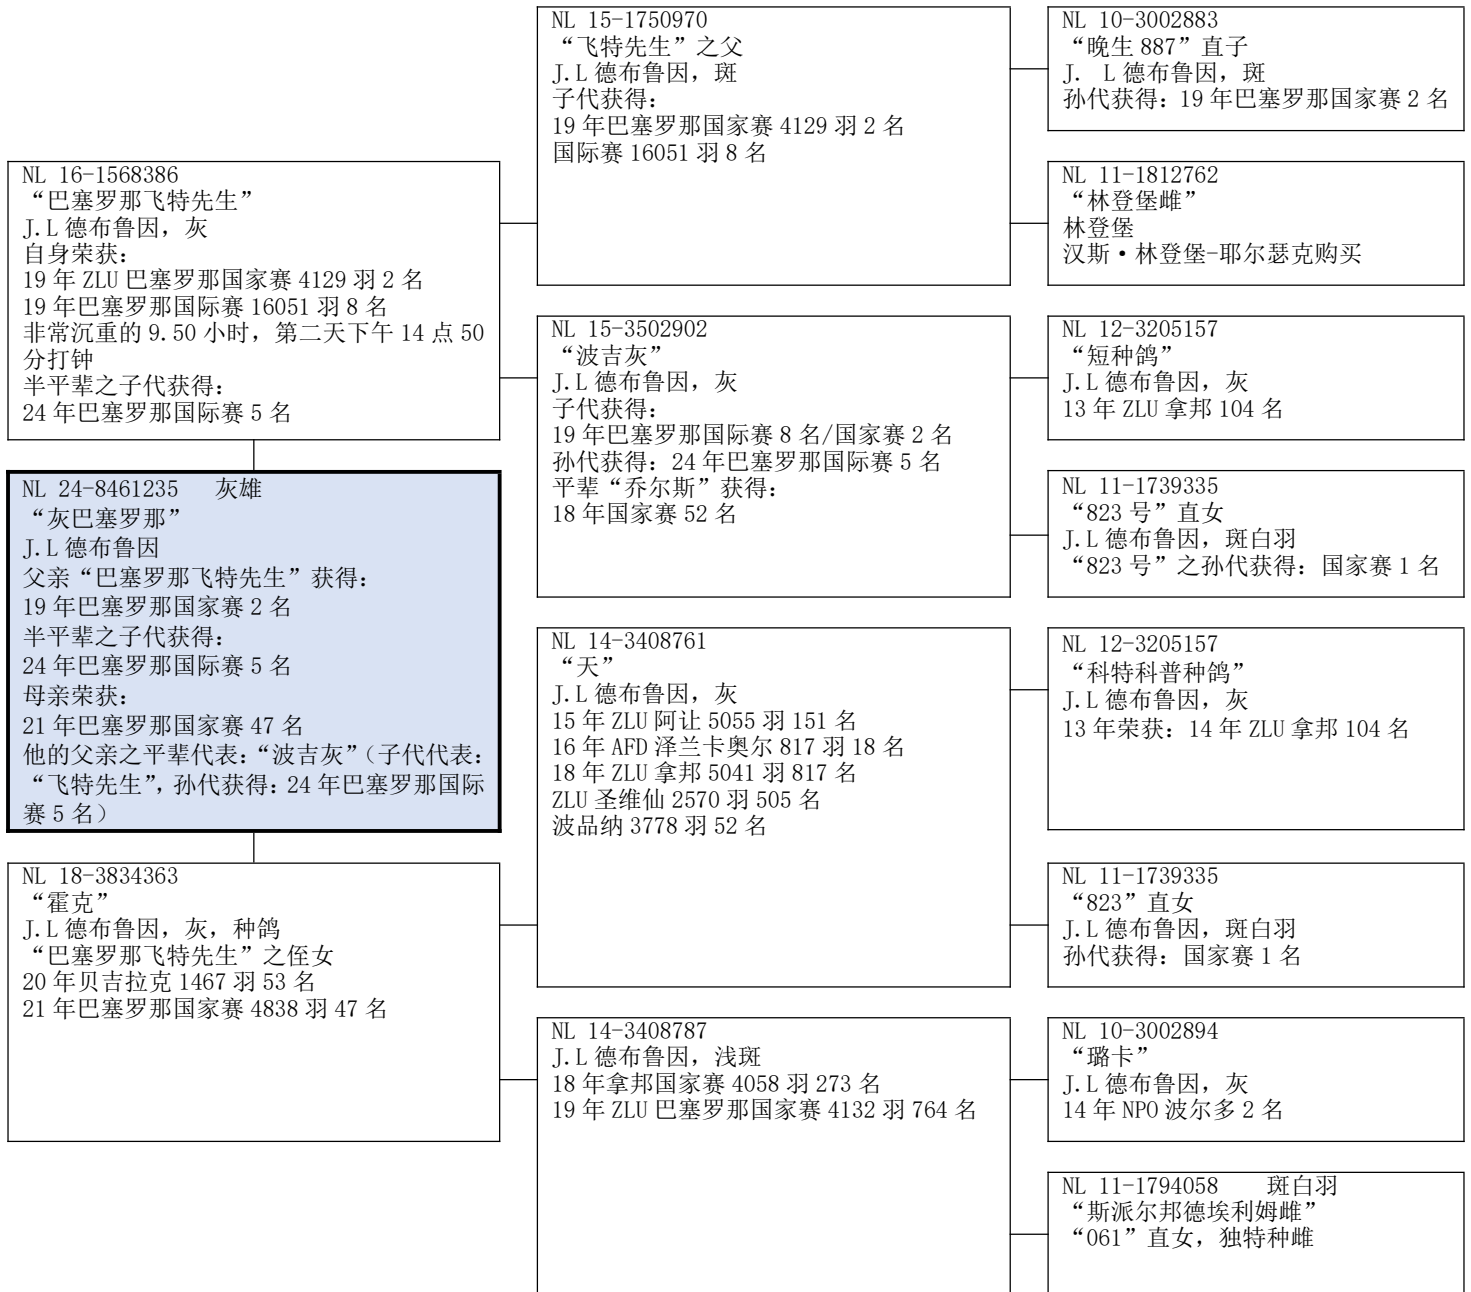 NL 16-1568386
“巴塞罗那飞特先生”
J.L 德布鲁因，灰
自身荣获：
19 年 ZLU 巴塞罗那国家赛 4129 羽 2 名
19 年巴塞罗那国际赛 16051 羽 8 名
非常沉重的 9.50 小时，第二天下午 14 点 50
分打钟
半平辈之子代获得：
24 年巴塞罗那国际赛 5 名
NL 24-8461235 灰雄
“灰巴塞罗那”
J.L 德布鲁因
父亲“巴塞罗那飞特先生”获得：
19 年巴塞罗那国家赛 2 名
半平辈之子代获得：
24 年巴塞罗那国际赛 5 名
母亲荣获：
21 年巴塞罗那国家赛 47 名
他的父亲之平辈代表：“波吉灰”（子代代表：
“飞特先生”，孙代获得：24 年巴塞罗那国际
赛 5 名）
NL 18-3834363
“霍克”
J.L 德布鲁因，灰，种鸽
“巴塞罗那飞特先生”之侄女
20 年贝吉拉克 1467 羽 53 名
21 年巴塞罗那国家赛 4838 羽 47 名
NL 15-1750970
“飞特先生”之父
J.L 德布鲁因，斑
子代获得：
19 年巴塞罗那国家赛 4129 羽 2 名
国际赛 16051 羽 8 名
NL 15-3502902
“波吉灰”
J.L 德布鲁因，灰
子代获得：
19 年巴塞罗那国际赛 8 名/国家赛 2 名
孙代获得：24 年巴塞罗那国际赛 5 名
平辈“乔尔斯”获得：
18 年国家赛 52 名
NL 14-3408761
“天”
J.L 德布鲁因，灰
15 年 ZLU 阿让 5055 羽 151 名
16 年 AFD 泽兰卡奥尔 817 羽 18 名
18 年 ZLU 拿邦 5041 羽 817 名
ZLU 圣维仙 2570 羽 505 名
波品纳 3778 羽 52 名
NL 14-3408787
J.L 德布鲁因，浅斑
18 年拿邦国家赛 4058 羽 273 名
19 年 ZLU 巴塞罗那国家赛 4132 羽 764 名
NL 10-3002883
“晚生 887”直子
J. L 德布鲁因，斑
孙代获得：19 年巴塞罗那国家赛 2 名
NL 11-1812762
“林登堡雌”
林登堡
汉斯·林登堡-耶尔瑟克购买
NL 12-3205157
“短种鸽”
J.L 德布鲁因，灰
13 年 ZLU 拿邦 104 名
NL 11-1739335
“823 号”直女
J.L 德布鲁因，斑白羽
“823 号”之孙代获得：国家赛 1 名
NL 12-3205157
“科特科普种鸽”
J.L 德布鲁因，灰
13 年荣获：14 年 ZLU 拿邦 104 名
NL 11-1739335
“823”直女
J.L 德布鲁因，斑白羽
孙代获得：国家赛 1 名
NL 10-3002894
“璐卡”
J.L 德布鲁因，灰
14 年 NPO 波尔多 2 名
NL 11-1794058 斑白羽
“斯派尔邦德埃利姆雌”
“061”直女，独特种雌